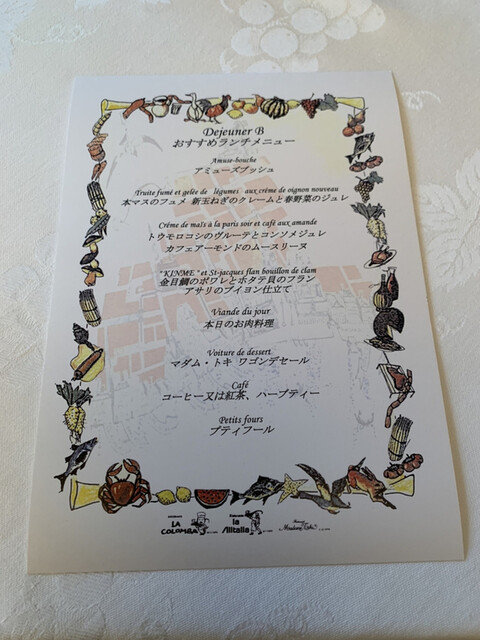 Dejeuner B
おすすめランチメニュー
Amuse-bouche
アミューズブッシュ
Truite fumé et gelée de légumes aux crème de vignon nouveau
本マスのフュメ 新玉ねぎのクレームと春野菜のジュレ
Crème de maïs à la paris soir et café aux amande
トウモロコシのヴルーテとコンソメジュレ
カフェアーモンドのムースリーヌ
"KINME" et St-jacques flan bouillon de clam
金目鯛のポワレとホタテ貝のフラン
アサリのブイヨン仕立て
Viande du jour
本日のお肉料理
Voiture de dessert
マダム・トキ ワゴンデセール
Café
コーヒー又は紅茶、ハーブティー
Petits fours
プティフール
LA COLOMBA
la Alitalia
Madame Toki